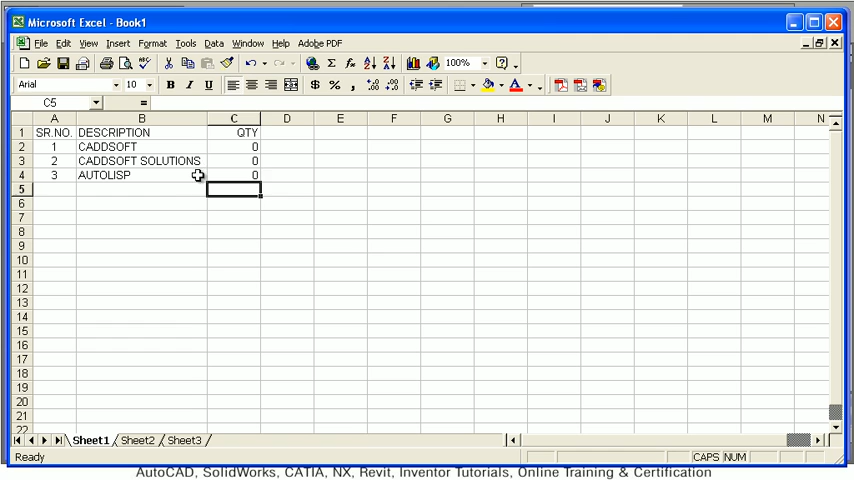 Microsoft Excel - Book1
File Edit View Insert Format Tools Data Window Help Adobe PDF
100%
Arial 10 B I U $ % ,
C5 =
A B C D E F G H I J K L M N
1 SR.NO. DESCRIPTION QTY
2 1 CADDSOFT 0
3 2 CADDSOFT SOLUTIONS 0
4 3 AUTOLISP 0
5
6
7
8
9
10
11
12
13
14
15
16
17
18
19
20
21
22
Sheet1 Sheet2 Sheet3
Ready CAPS NUM
AutoCAD, SolidWorks, CATIA, NX, Revit, Inventor Tutorials, Online Training & Certification